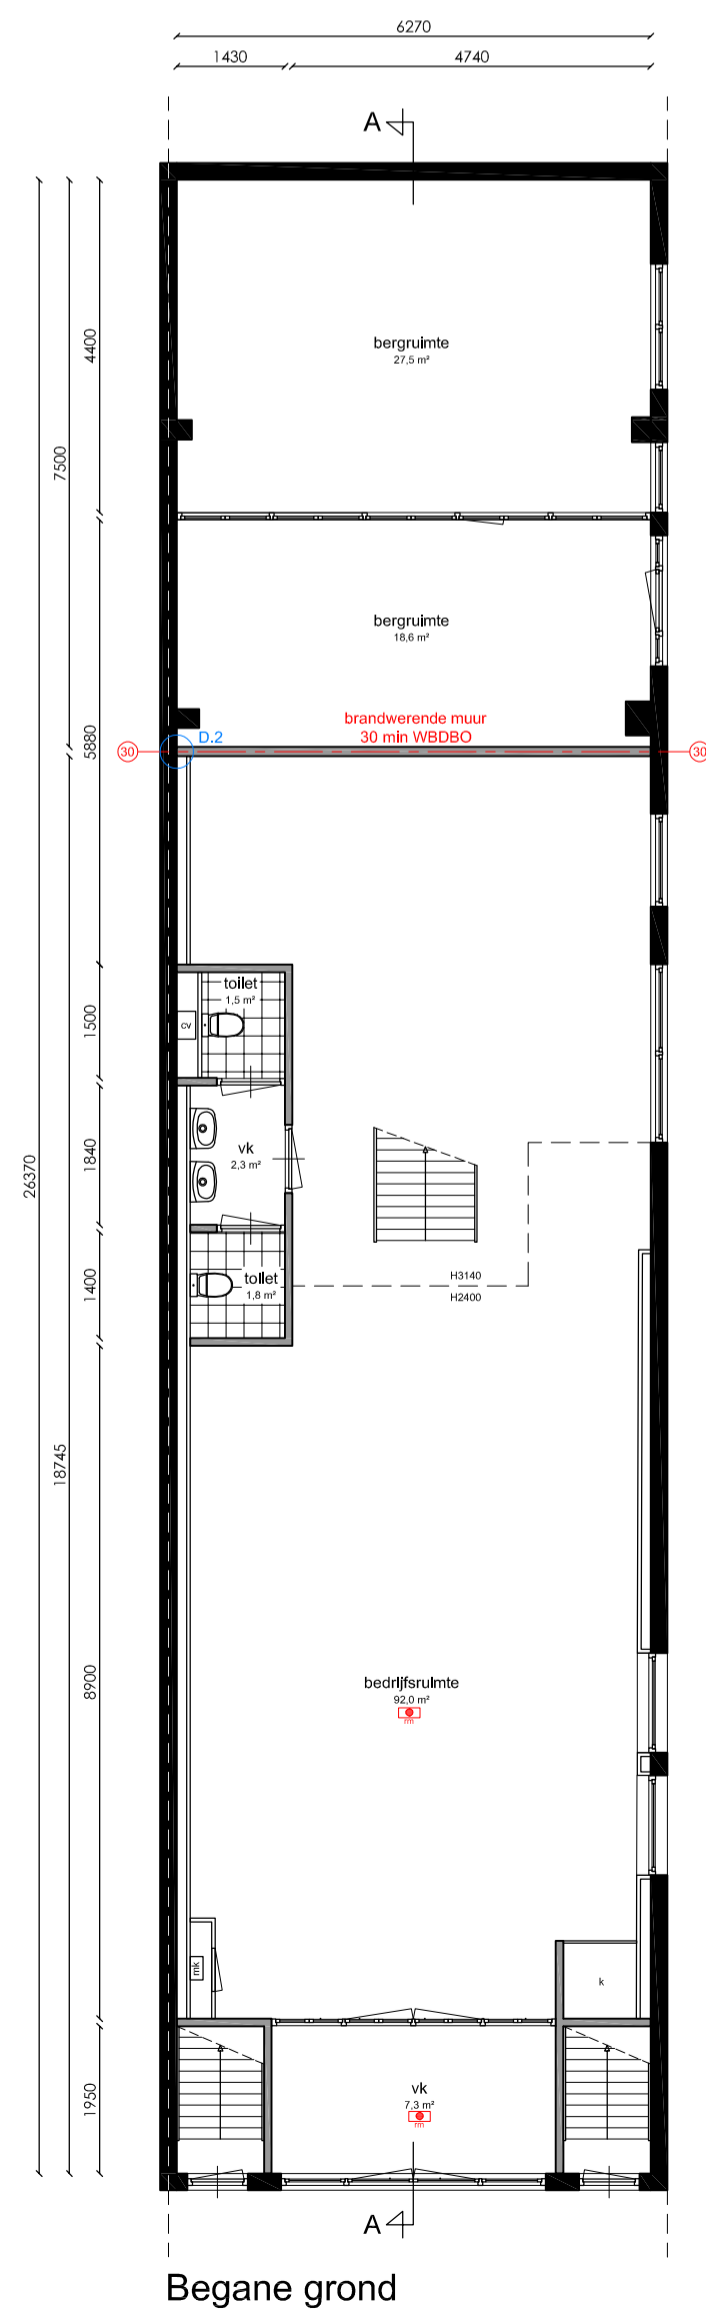 6270
1430
4740
A
4400
bergruimte
27,5 m²
7500
bergruimte
18,6 m²
5880
brandwerende muur
30 min WBDBO
D.2
30
30
toilet
1,5 m²
cv
1500
vk
2,3 m²
1840
26370
toilet
1,8 m²
1400
H3140
H2400
18745
bedrijfsruimte
92,0 m²
rm
8900
mk
k
vk
7,3 m²
rm
1950
A
Begane grond